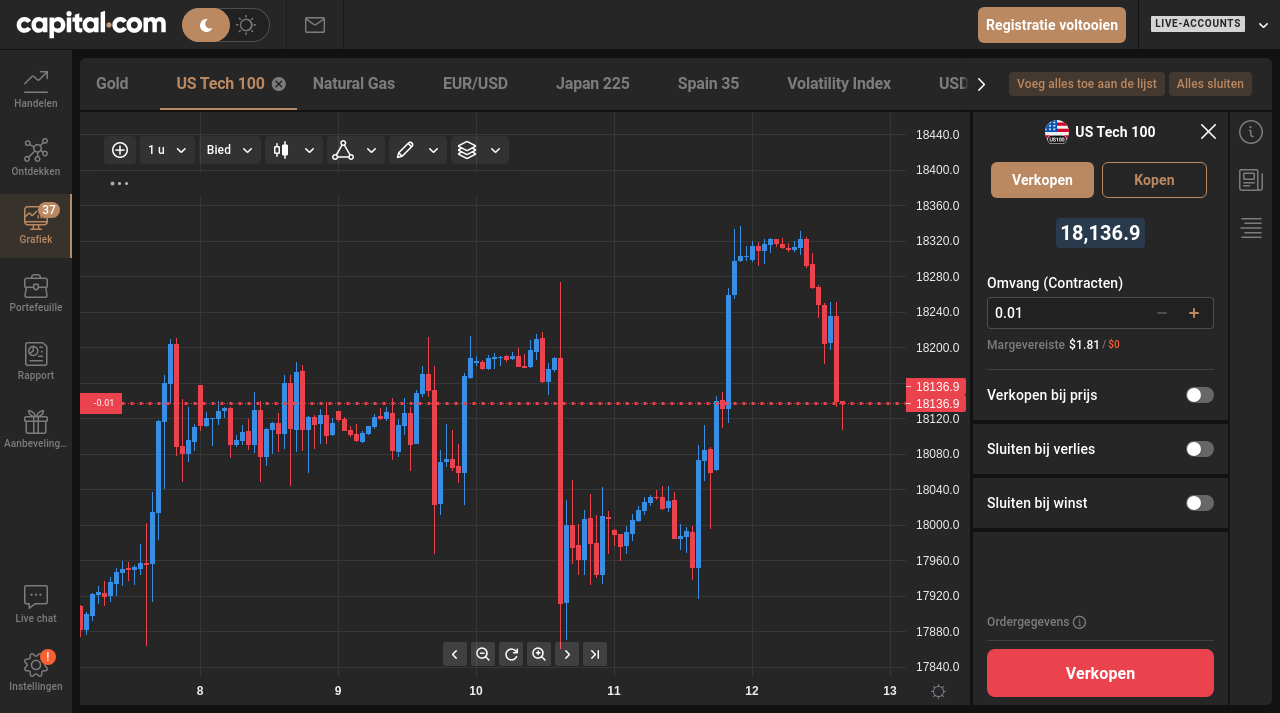 capital.com
Registratie voltooien
LIVE-ACCOUNTS
Handelen
Ontdekken
37
Grafiek
Portefeuille
Rapport
Aanbeveling...
Live chat
!
Instellingen
Gold
US Tech 100
Natural Gas
EUR/USD
Japan 225
Spain 35
Volatility Index
USD
Voeg alles toe aan de lijst
Alles sluiten
1 u
Bied
18440.0
18400.0
18360.0
18320.0
18280.0
18240.0
18200.0
18136.9
-0.01
18136.9
18120.0
18080.0
18040.0
18000.0
17960.0
17920.0
17880.0
17840.0
8
9
10
11
12
13
US100
US Tech 100
Verkopen
Kopen
18,136.9
Omvang (Contracten)
0.01
Margevereiste $1.81 / $0
Verkopen bij prijs
Sluiten bij verlies
Sluiten bij winst
Ordergegevens
Verkopen